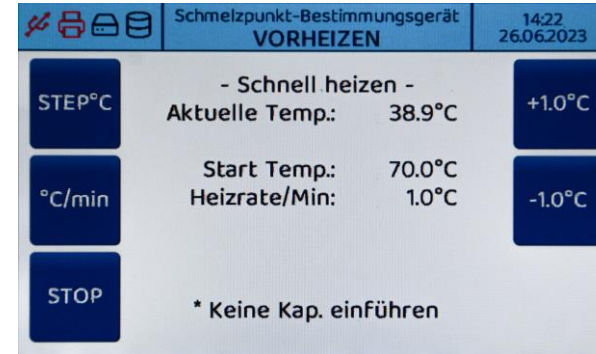 Schmelzpunkt-Bestimmungsgerät
VORHEIZEN
14:22
26.06.2023
STEP°C
°C/min
STOP
- Schnell heizen -
Aktuelle Temp.: 38.9°C
Start Temp.: 70.0°C
Heizrate/Min: 1.0°C
* Keine Kap. einführen
+1.0°C
-1.0°C